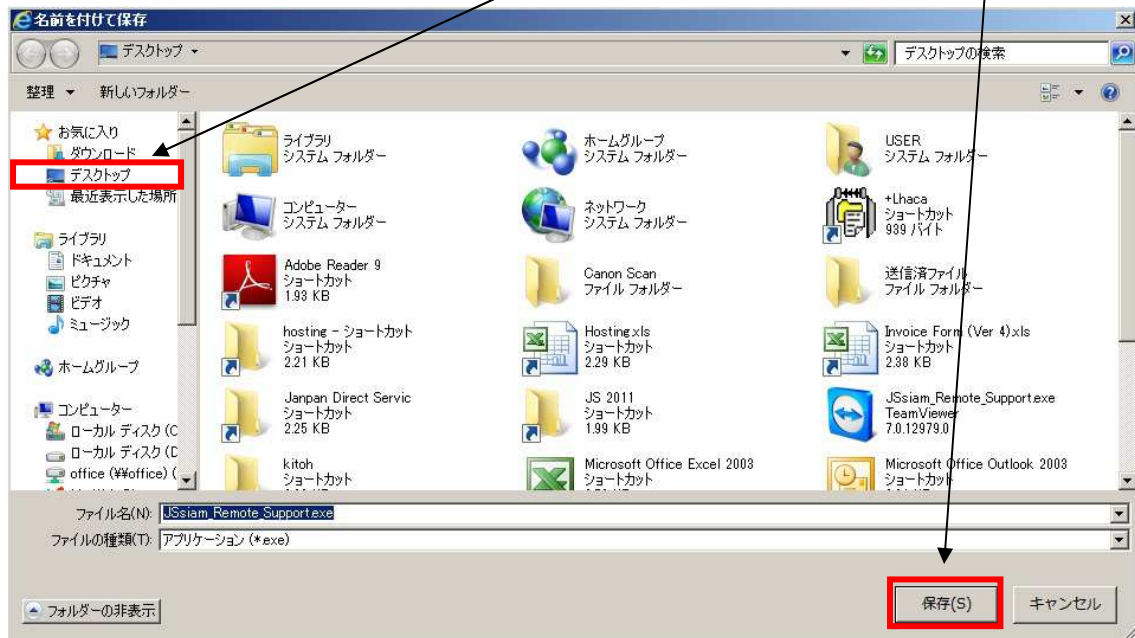 名前を付けて保存
デスクトップ
デスクトップの検索
整理
新しいフォルダー
お気に入り
ダウンロード
デスクトップ
最近表示した場所
ライブラリ
ドキュメント
ピクチャ
ビデオ
ミュージック
ホームグループ
コンピューター
ローカル ディスク (C
ローカル ディスク (D
office (¥¥office) (
ライブラリ
システム フォルダー
ホームグループ
システム フォルダー
USER
システム フォルダー
コンピューター
システム フォルダー
ネットワーク
システム フォルダー
+Lhaca
ショートカット
939 バイト
Adobe Reader 9
ショートカット
1.93 KB
Canon Scan
ファイル フォルダー
送信済ファイル
ファイル フォルダー
hosting - ショートカット
ショートカット
2.21 KB
Hosting.xls
ショートカット
2.29 KB
Invoice Form (Ver 4).xls
ショートカット
2.38 KB
Janpan Direct Servic
ショートカット
2.25 KB
JS 2011
ショートカット
1.99 KB
JSsiam_Remote_Support.exe
TeamViewer
7.0.12979.0
kitoh
ショートカット
Microsoft Office Excel 2003
ショートカット
Microsoft Office Outlook 2003
ショートカット
ファイル名(N): JSsiam_Remote_Support.exe
ファイルの種類(T): アプリケーション (*.exe)
フォルダーの非表示
保存(S)
キャンセル